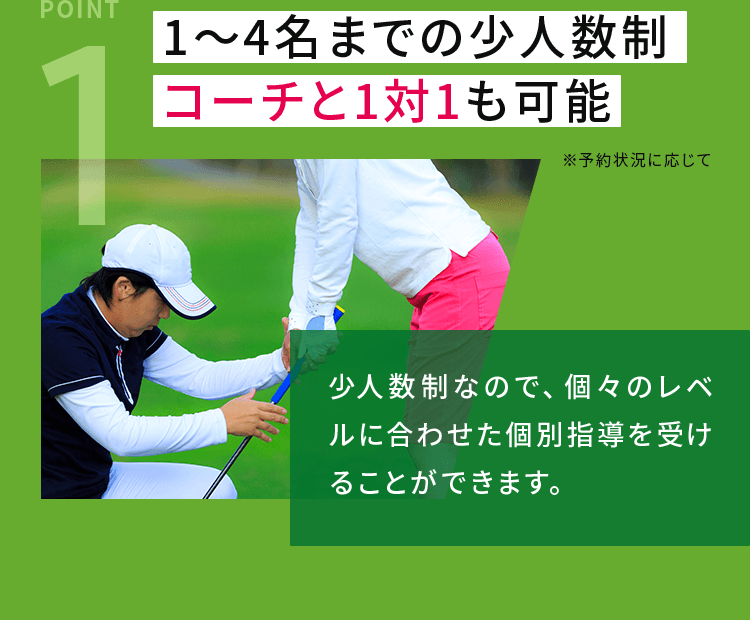 POINT
1
1〜4名までの少人数制
コーチと1対1も可能
※予約状況に応じて
少人数制なので、個々のレベ
ルに合わせた個別指導を受け
ることができます。